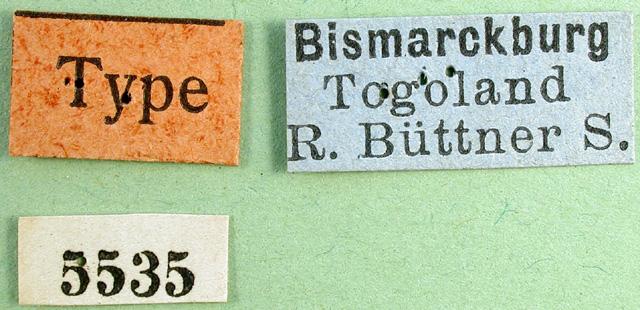 Type
Bismarckburg
Togoland
R. Büttner S.
5535